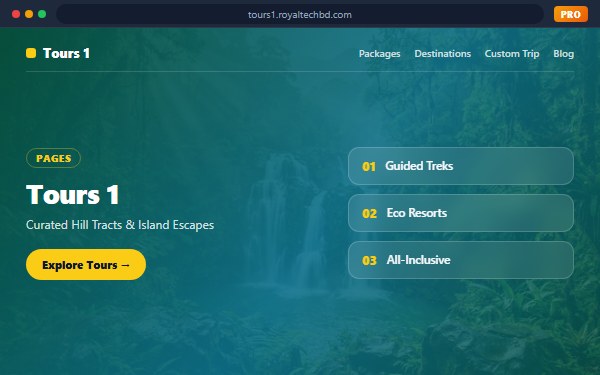 tours1.royaltechbd.com
PRO
Tours 1
Packages Destinations Custom Trip Blog
PAGES
Tours 1
Curated Hill Tracts & Island Escapes
Explore Tours →
01 Guided Treks
02 Eco Resorts
03 All-Inclusive